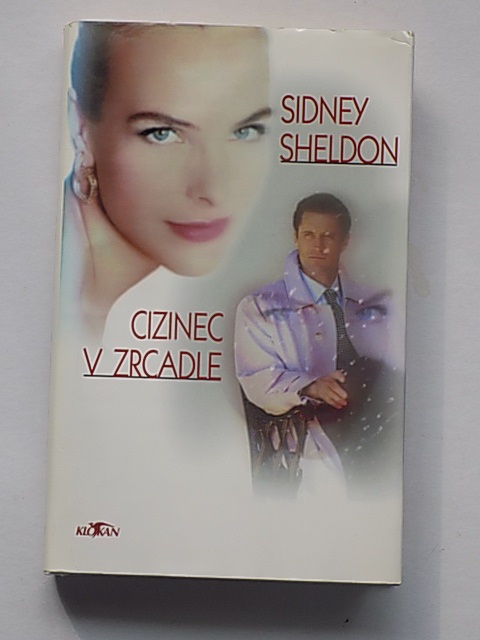 SIDNEY
SHELDON
CIZINEC
V ZRCADLE
KLOKAN